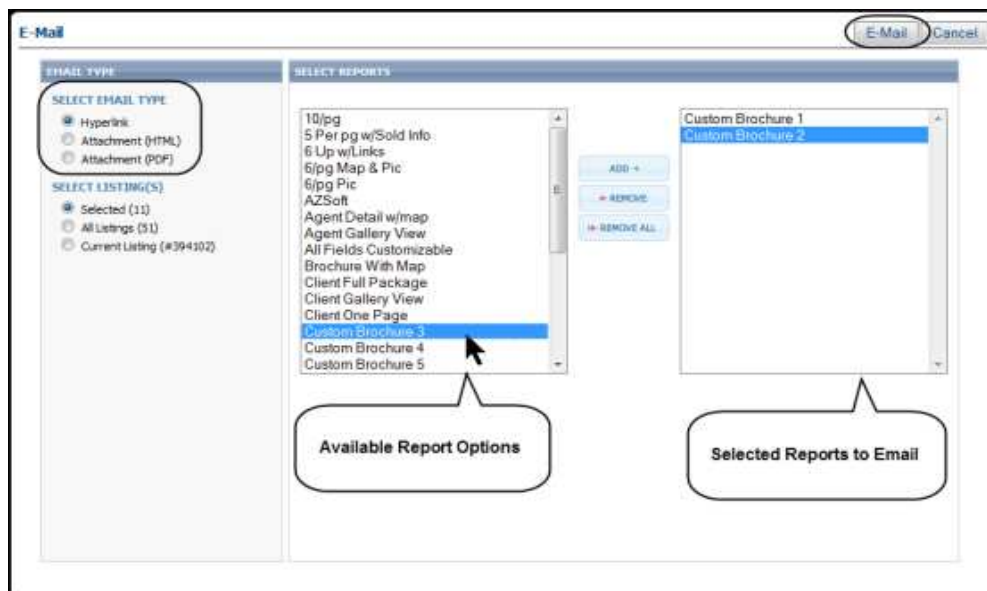 E-Mail
E-Mail
Cancel
EMAIL TYPE
SELECT REPORTS
SELECT EMAIL TYPE
Hyperlink
Attachment (HTML)
Attachment (PDF)
SELECT LISTING(S)
Selected (11)
All Listings (51)
Current Listing (#394102)
10/pg
5 Per pg w/Sold Info
6 Up w/Links
6/pg Map & Pic
6/pg Pic
AZSoft
Agent Detail w/map
Agent Gallery View
All Fields Customizable
Brochure With Map
Client Full Package
Client Gallery View
Client One Page
Custom Brochure 3
Custom Brochure 4
Custom Brochure 5
ADD
REMOVE
REMOVE ALL
Custom Brochure 1
Custom Brochure 2
Available Report Options
Selected Reports to Email